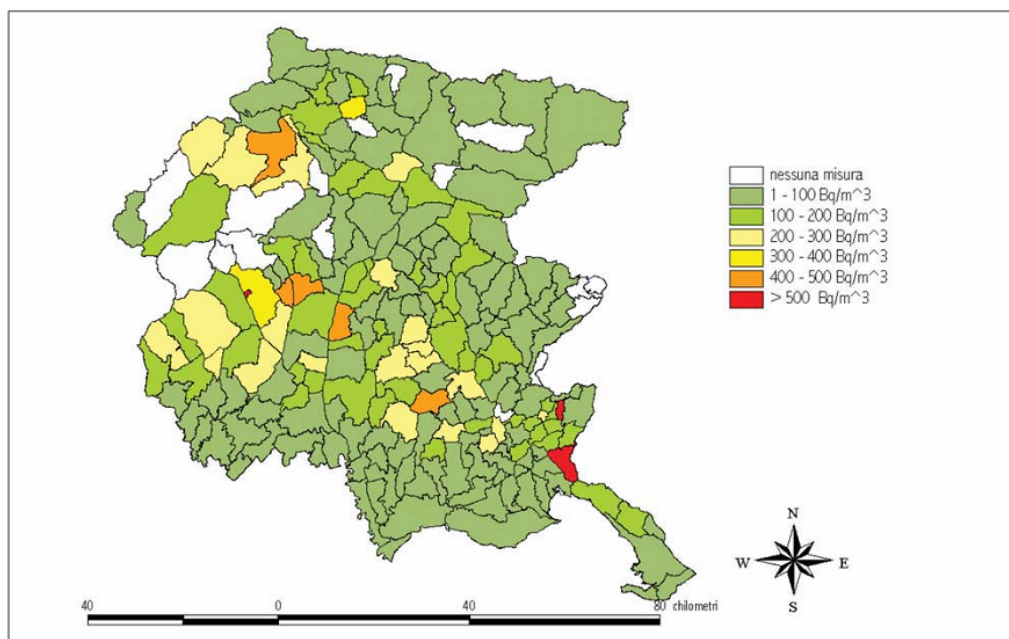 nessuna misura
1 - 100 Bq/m^3
100 - 200 Bq/m^3
200 - 300 Bq/m^3
300 - 400 Bq/m^3
400 - 500 Bq/m^3
> 500 Bq/m^3
N
W E
S
40 0 40 80 chilometri